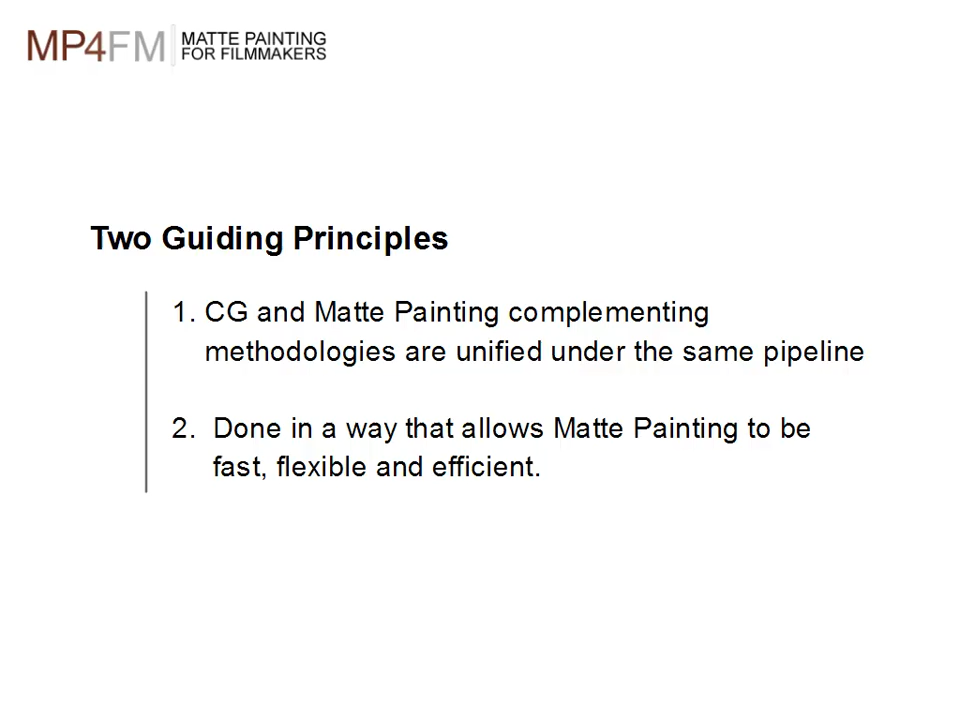 MP4FM
MATTE PAINTING
FOR FILMMAKERS
Two Guiding Principles
1. CG and Matte Painting complementing
methodologies are unified under the same pipeline
2. Done in a way that allows Matte Painting to be
fast, flexible and efficient.